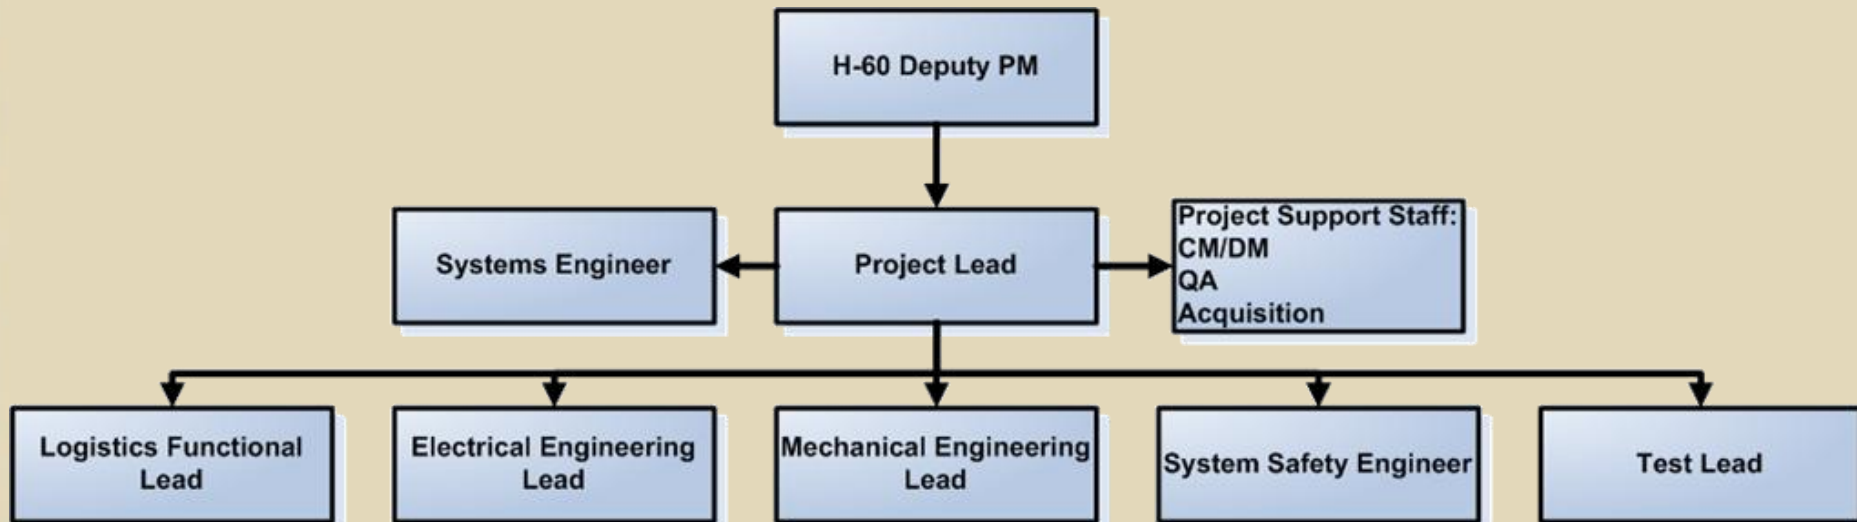 H-60 Deputy PM
Systems Engineer
Project Lead
Project Support Staff:
CM/DM
QA
Acquisition
Logistics Functional
Lead
Electrical Engineering
Lead
Mechanical Engineering
Lead
System Safety Engineer
Test Lead